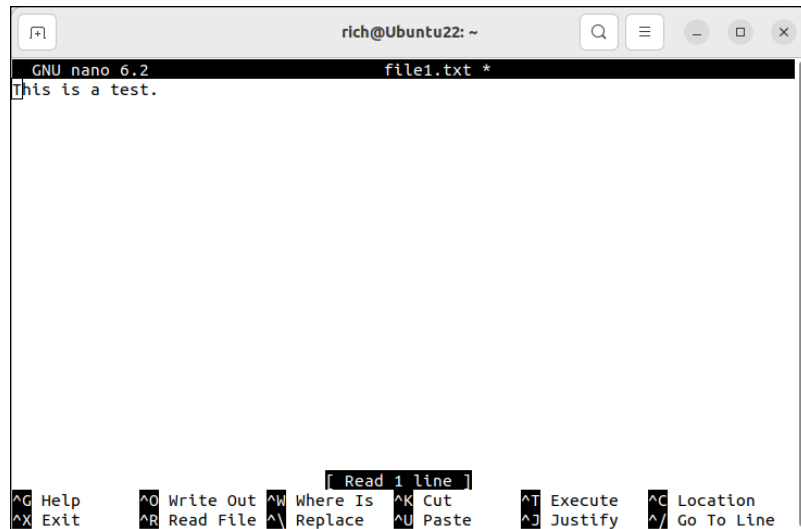 rich@Ubuntu22: ~
GNU nano 6.2 file1.txt *
This is a test.
[ Read 1 line ]
^G Help ^O Write Out ^W Where Is ^K Cut ^T Execute ^C Location
^X Exit ^R Read File ^\ Replace ^U Paste ^J Justify ^/ Go To Line